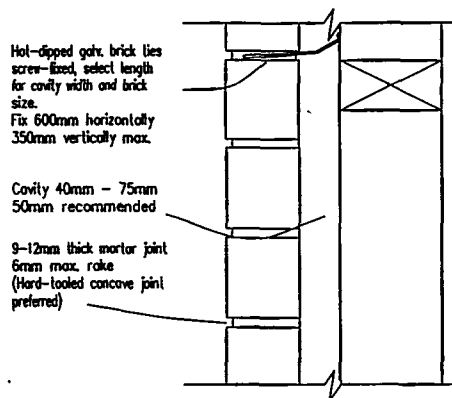 Hot-dipped galv. brick ties
screw-fixed, select length
for cavity width and brick
size.
Fix 600mm horizontally
350mm vertically max.
Cavity 40mm - 75mm
50mm recommended
9-12mm thick mortar joint
6mm max. rake
(Hard-tooled concave joint
preferred)